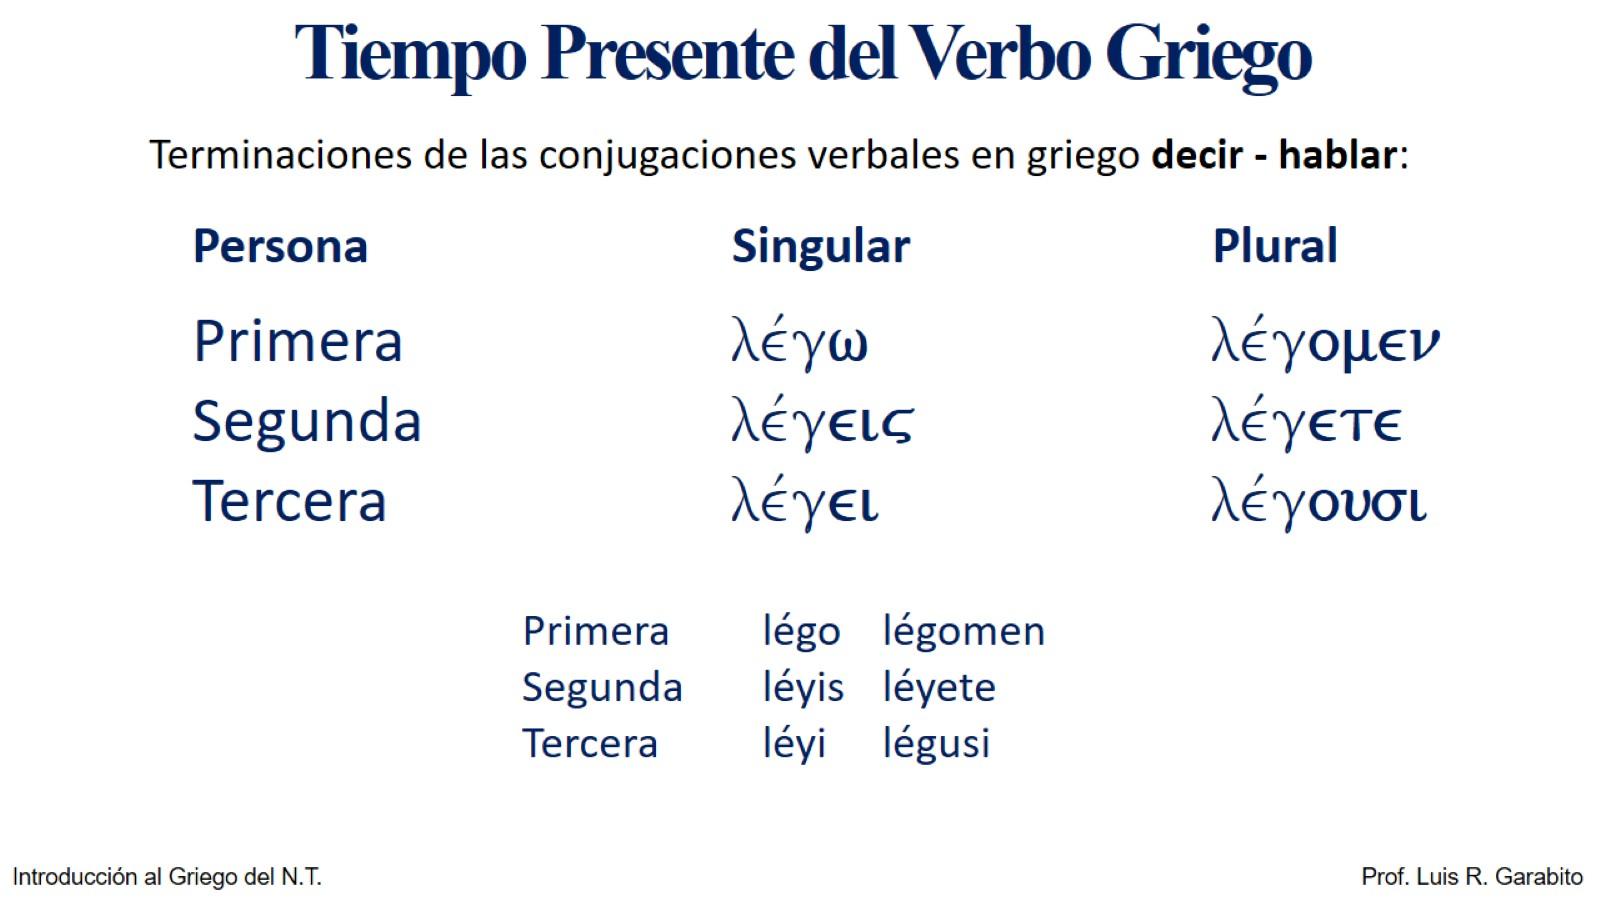 Tiempo Presente del Verbo Griego
Terminaciones de las conjugaciones verbales en griego decir - hablar:
Persona Singular Plural
Primera λέγω λέγομεν
Segunda λέγεις λέγετε
Tercera λέγει λέγουσι
Primera légo légomen
Segunda léyis léyete
Tercera léyi légusi
Introducción al Griego del N.T. Prof. Luis R. Garabito